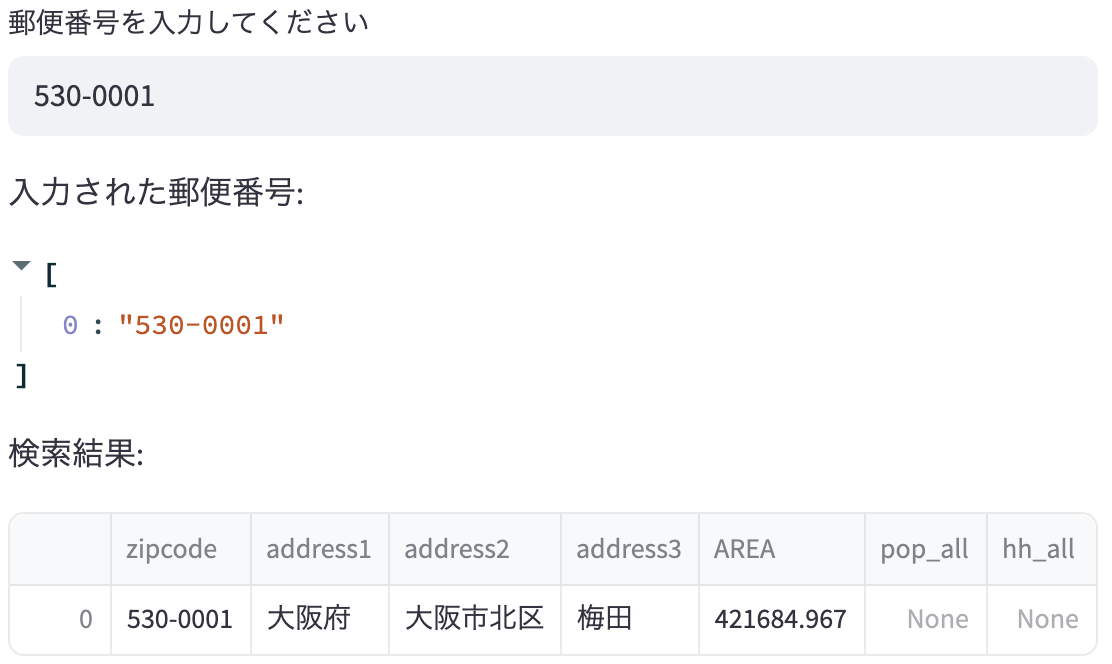 郵便番号を入力してください
530-0001
入力された郵便番号:
[
0 : "530-0001"
]
検索結果:
zipcode address1 address2 address3 AREA pop_all hh_all
0 530-0001 大阪府 大阪市北区 梅田 421684.967 None None